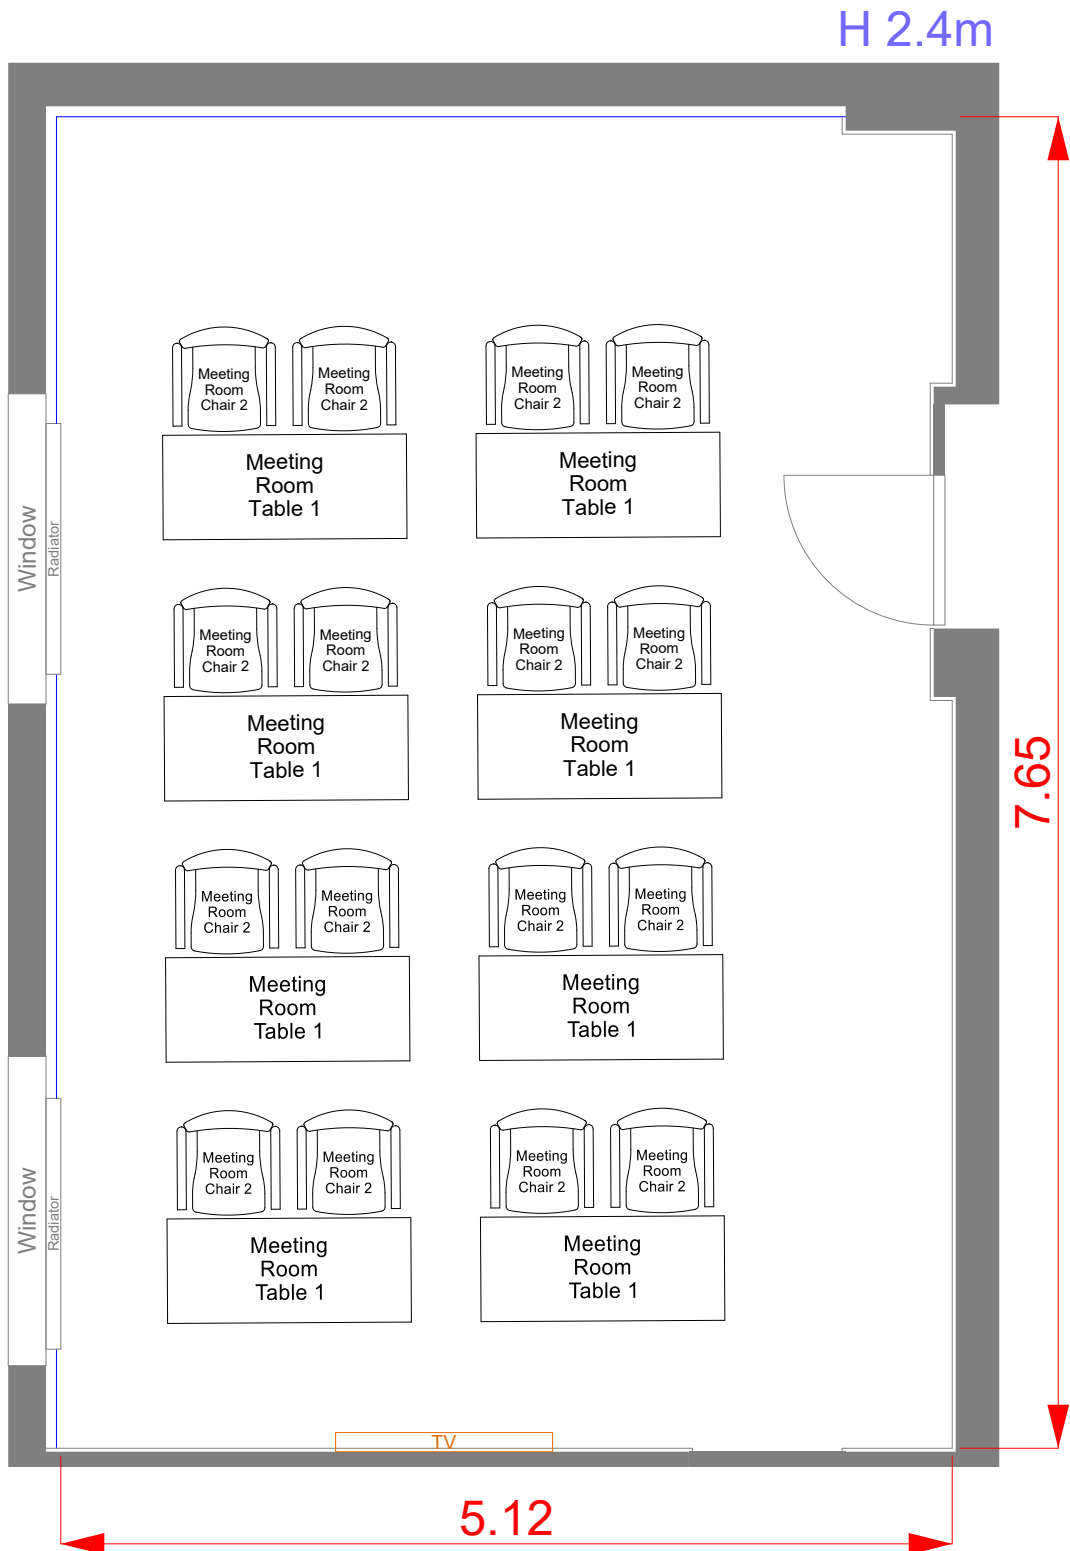 H 2.4m
Meeting
Room
Chair 2
Meeting
Room
Chair 2
Meeting
Room
Chair 2
Meeting
Room
Chair 2
Meeting
Room
Table 1
Meeting
Room
Table 1
Window
Radiator
Meeting
Room
Chair 2
Meeting
Room
Chair 2
Meeting
Room
Chair 2
Meeting
Room
Chair 2
Meeting
Room
Table 1
Meeting
Room
Table 1
7.65
Meeting
Room
Chair 2
Meeting
Room
Chair 2
Meeting
Room
Chair 2
Meeting
Room
Chair 2
Meeting
Room
Table 1
Meeting
Room
Table 1
Window
Radiator
Meeting
Room
Chair 2
Meeting
Room
Chair 2
Meeting
Room
Chair 2
Meeting
Room
Chair 2
Meeting
Room
Table 1
Meeting
Room
Table 1
TV
5.12